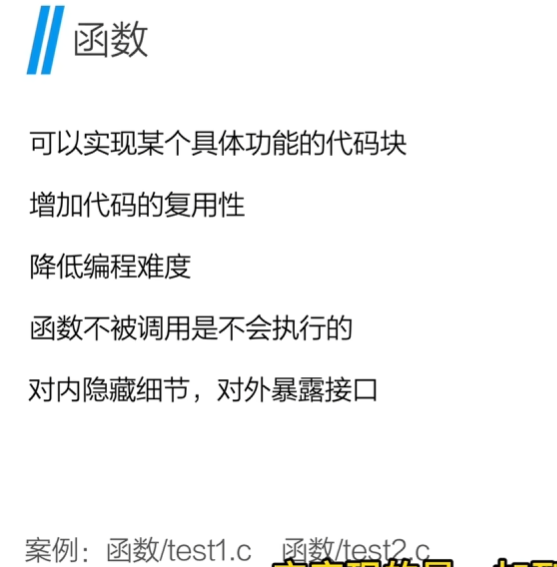 函数
可以实现某个具体功能的代码块
增加代码的复用性
降低编程难度
函数不被调用是不会执行的
对内隐藏细节，对外暴露接口
案例：函数/test1.c 函数/test2.c